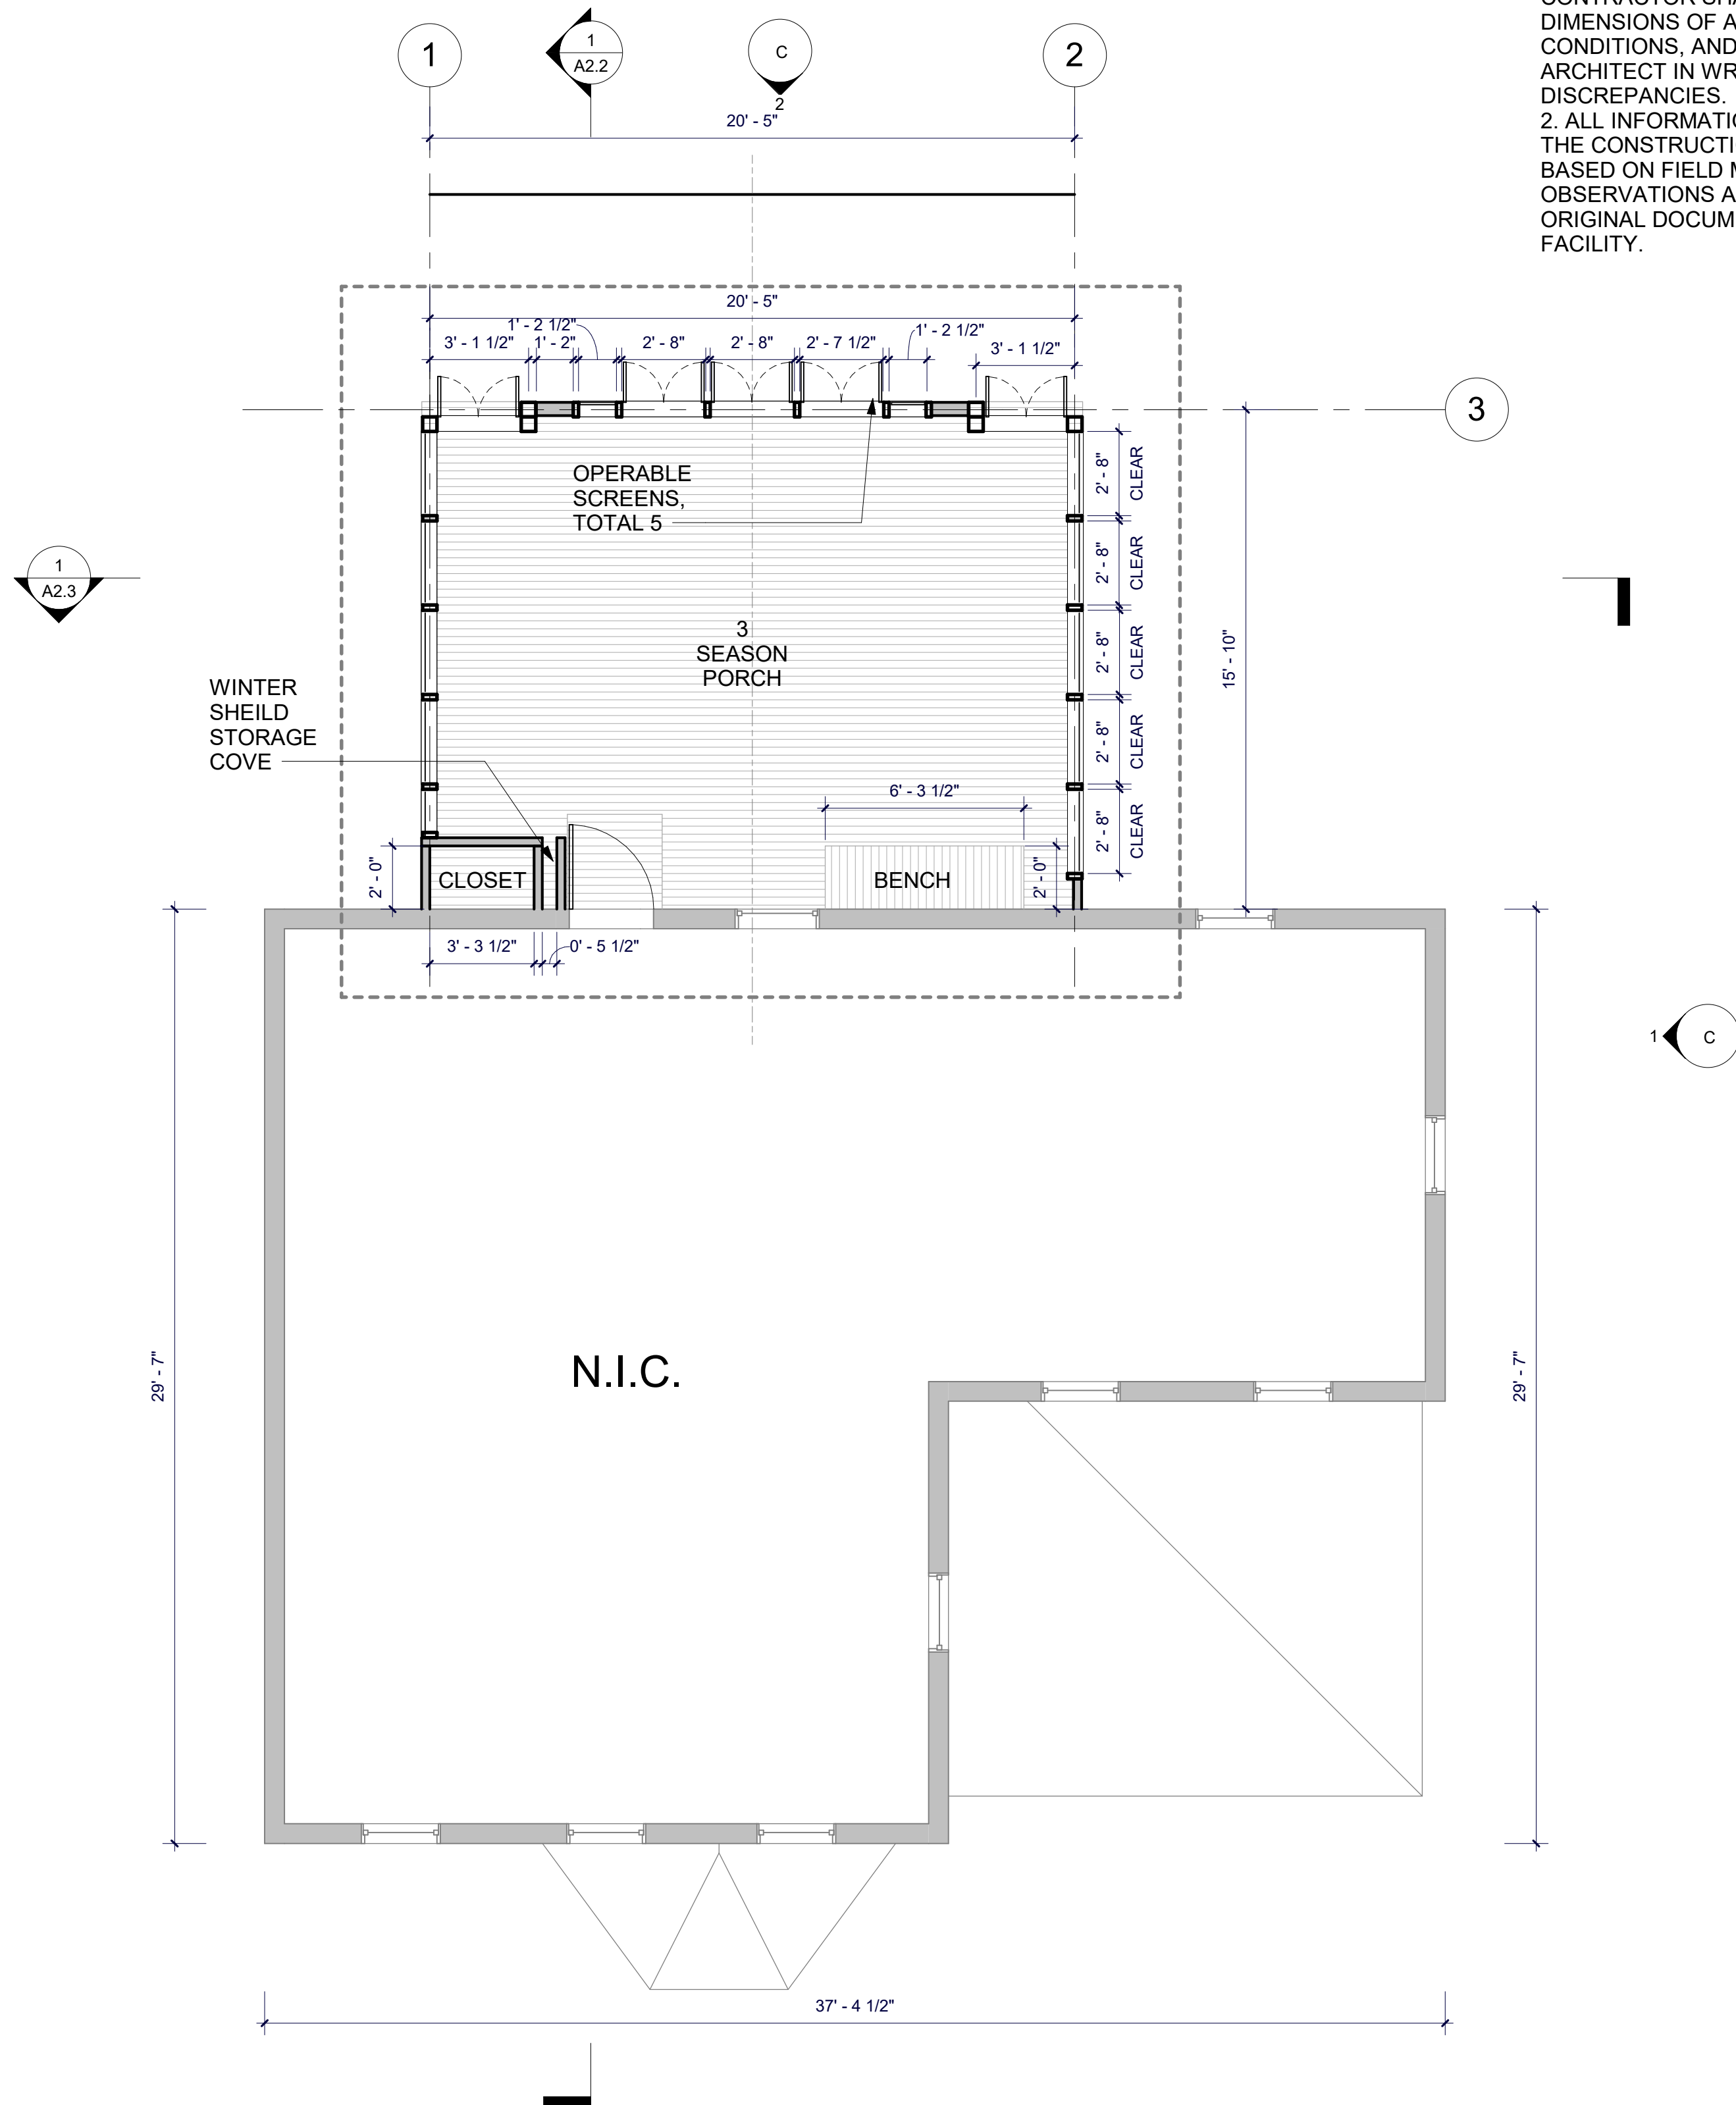 CONTRACTOR
DIMENSIONS OF
CONDITIONS, AND
ARCHITECT IN
DISCREPANCIES.
2. ALL
THE
BASED ON FIELD
OBSERVATIONS
ORIGINAL
FACILITY.
1
1
A2.2
C
2
2
20' - 5"
20' - 5"
1' - 2 1/2"
1' - 2 1/2"
3' - 1 1/2"
1' - 2"
2' - 8"
2' - 8"
2' - 7 1/2"
3' - 1 1/2"
3
OPERABLE
SCREENS,
TOTAL 5
2' - 8"
CLEAR
2' - 8"
CLEAR
2' - 8"
CLEAR
2' - 8"
CLEAR
2' - 8"
CLEAR
15' - 10"
1
A2.3
3
SEASON
PORCH
WINTER
SHEILD
STORAGE
COVE
6' - 3 1/2"
2' - 0"
CLOSET
BENCH
2' - 0"
3' - 3 1/2"
0' - 5 1/2"
1
C
29' - 7"
N.I.C.
29' - 7"
37' - 4 1/2"